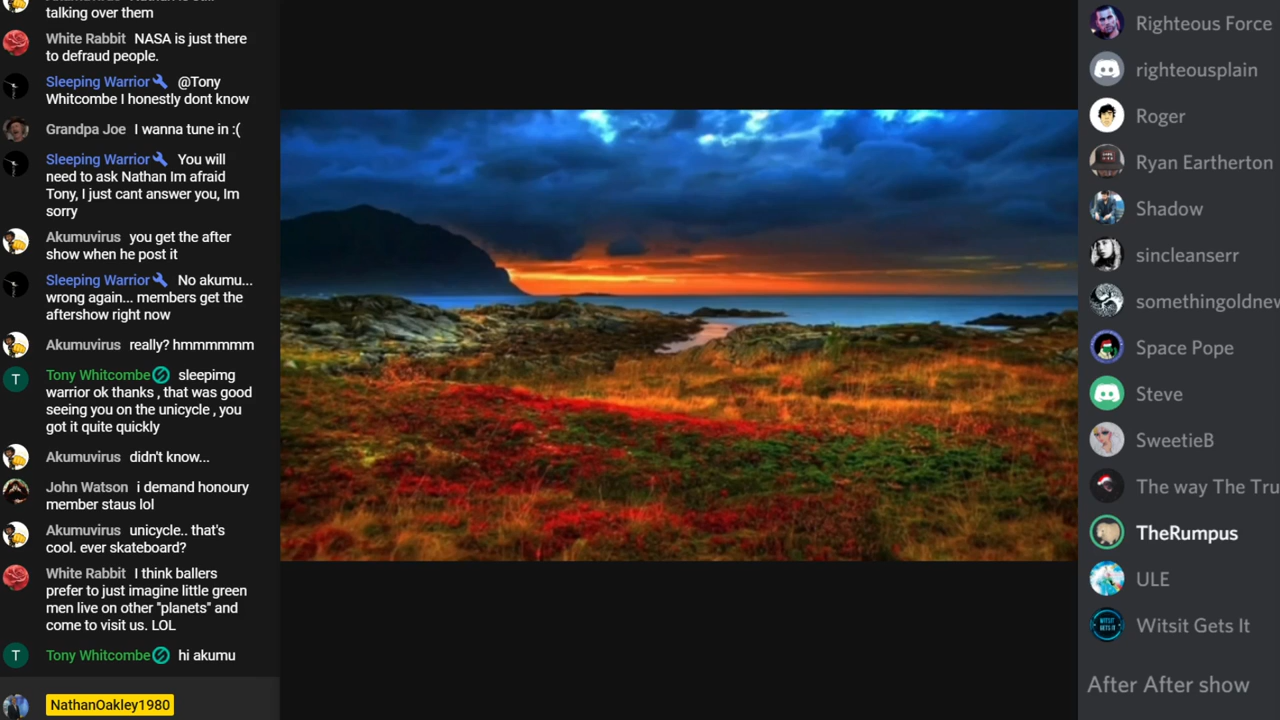 talking over them
White Rabbit NASA is just there
to defraud people.
Sleeping Warrior @Tony
Whitcombe I honestly dont know
Grandpa Joe I wanna tune in :(
Sleeping Warrior You will
need to ask Nathan Im afraid
Tony, I just cant answer you, Im
sorry
Akumuvirus you get the after
show when he post it
Sleeping Warrior No akumu...
wrong again... members get the
aftershow right now
Akumuvirus really? hmmmmmm
T Tony Whitcombe sleepimg
warrior ok thanks , that was good
seeing you on the unicycle , you
got it quite quickly
Akumuvirus didn't know...
John Watson i demand honoury
member staus lol
Akumuvirus unicycle.. that's
cool. ever skateboard?
White Rabbit I think ballers
prefer to just imagine little green
men live on other "planets" and
come to visit us. LOL
T Tony Whitcombe hi akumu
NathanOakley1980
Righteous Force
righteousplain
Roger
Ryan Eartherton
Shadow
sincleanserr
somethingoldnew
Space Pope
Steve
SweetieB
The way The Tru
TheRumpus
ULE
Witsit Gets It
After After show